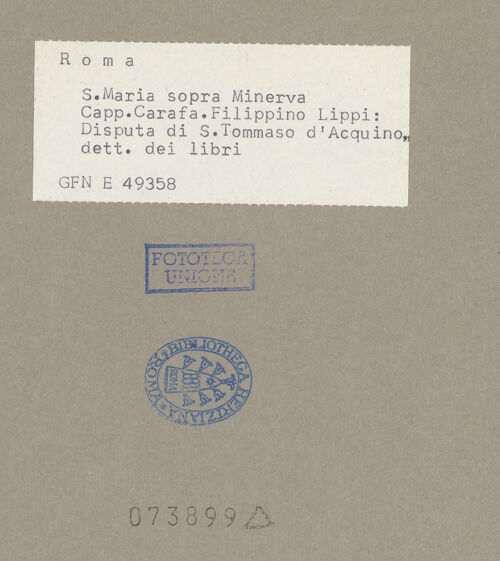 R o m a
S.Maria sopra Minerva
Capp.Carafa.Filippino Lippi:
Disputa di S.Tommaso d'Acquino,,
dett. dei libri
GFN E 49358
FOTOTECA
UNIONE
BIBLIOTHECA HERTZIANA * ROMA *
ROMA
073899